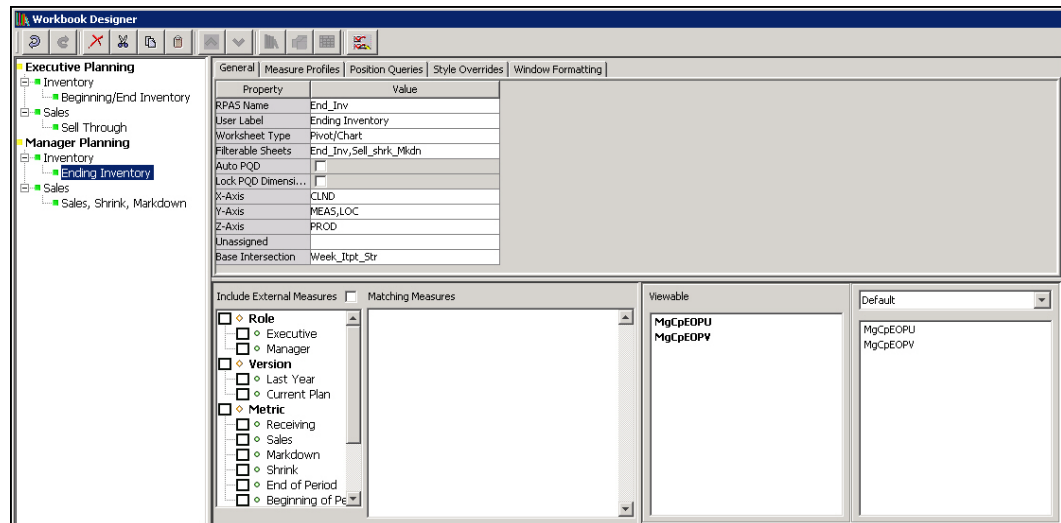 Workbook Designer
Executive Planning
Inventory
Beginning/End Inventory
Sales
Sell Through
Manager Planning
Inventory
Ending Inventory
Sales
Sales, Shrink, Markdown
General Measure Profiles Position Queries Style Overrides Window Formatting
Property Value
RPAS Name End_Inv
User Label Ending Inventory
Worksheet Type Pivot/Chart
Filterable Sheets End_Inv,Sell_shrk_Mkdn
Auto PQD
Lock PQD Dimensi...
X-Axis CLND
Y-Axis MEAS,LOC
Z-Axis PROD
Unassigned
Base Intersection Week_Itpt_Str
Include External Measures Matching Measures
Role
Executive
Manager
Version
Last Year
Current Plan
Metric
Receiving
Sales
Markdown
Shrink
End of Period
Beginning of Pe
Viewable
MgCpEOPU
MgCpEOPV
Default
MgCpEOPU
MgCpEOPV